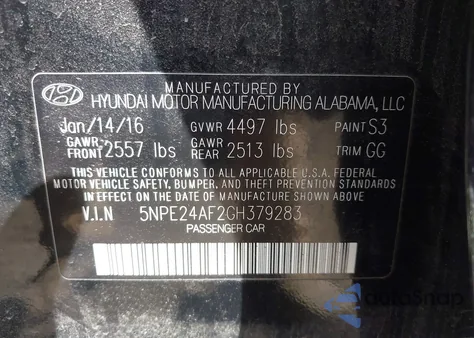 MANUFACTURED BY
HYUNDAI MOTOR MANUFACTURING ALABAMA, LLC
Jan/14/16 GVWR 4497 lbs PAINT S3
GAWR FRONT 2557 lbs GAWR REAR 2513 lbs TRIM GG
THIS VEHICLE CONFORMS TO ALL APPLICABLE U.S.A. FEDERAL
MOTOR VEHICLE SAFETY, BUMPER, AND THEFT PREVENTION
STANDARDS IN EFFECT ON THE DATE OF MANUFACTURE SHOWN ABOVE.
V.I.N 5NPE24AF2GH379283
PASSENGER CAR
dataSnap